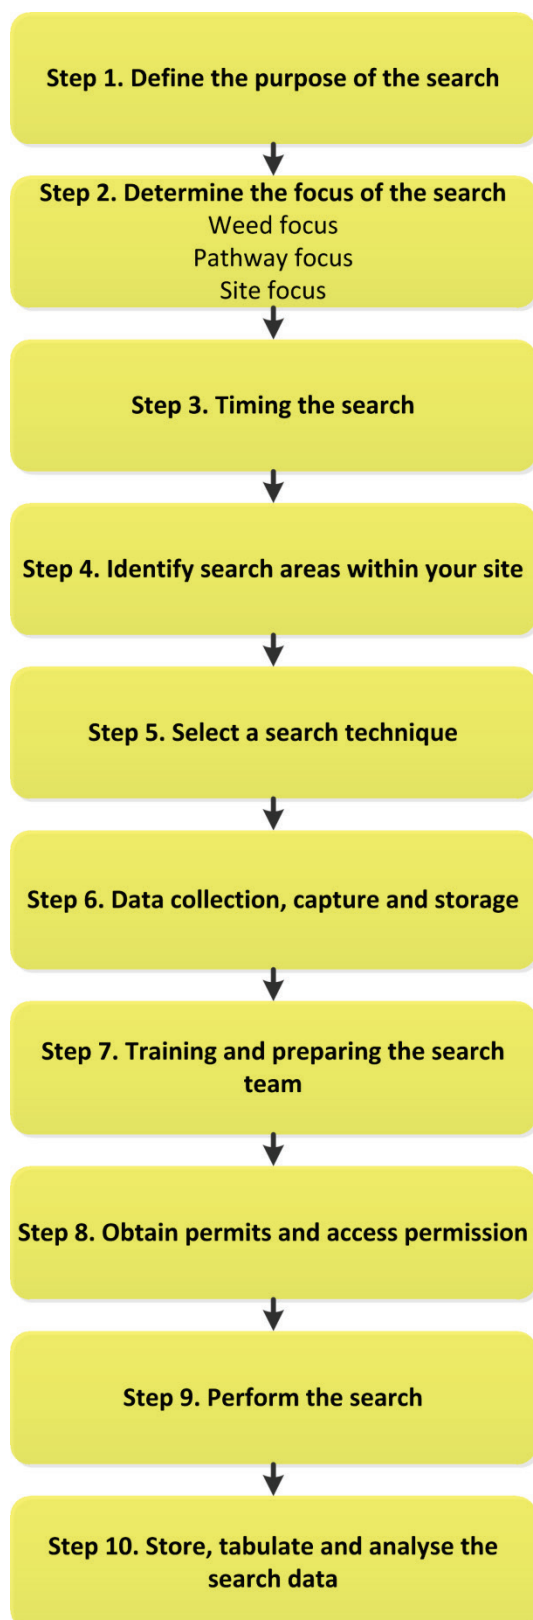 Step 1. Define the purpose of the search
Step 2. Determine the focus of the search
Weed focus
Pathway focus
Site focus
Step 3. Timing the search
Step 4. Identify search areas within your site
Step 5. Select a search technique
Step 6. Data collection, capture and storage
Step 7. Training and preparing the search
team
Step 8. Obtain permits and access permission
Step 9. Perform the search
Step 10. Store, tabulate and analyse the
search data